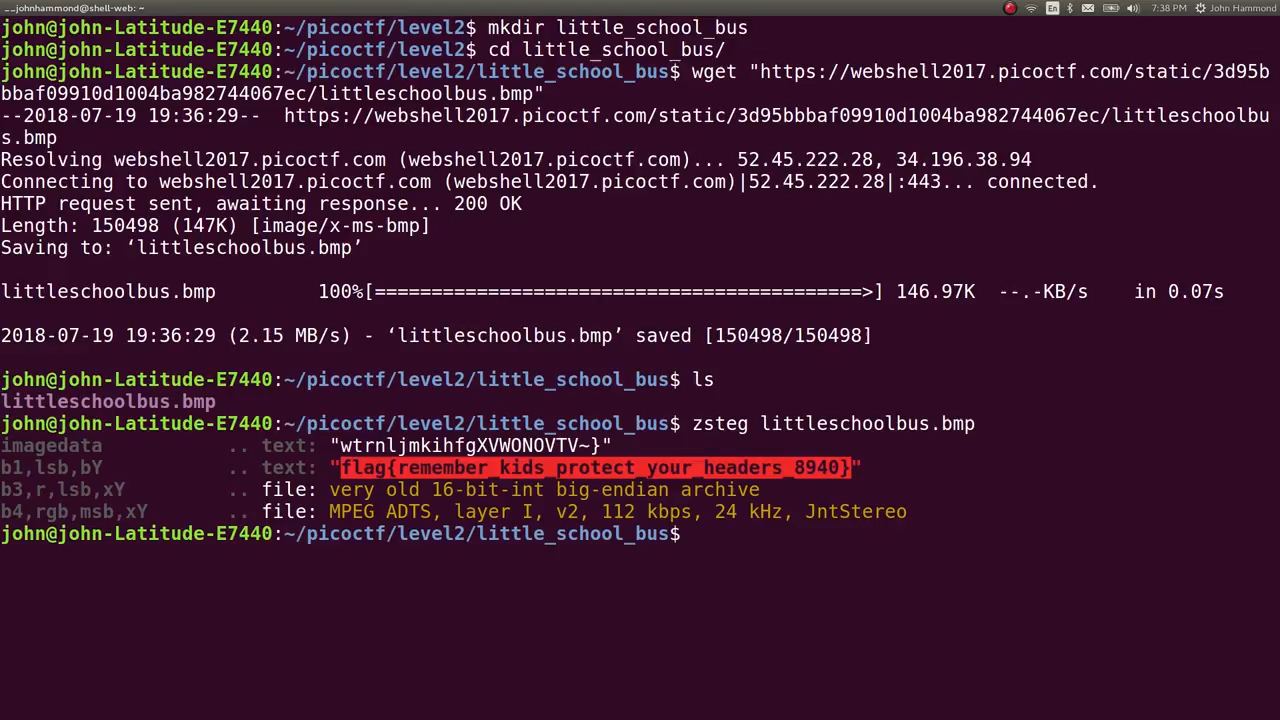 __johnhammond@shell-web: ~
En 7:38 PM John Hammond
john@john-Latitude-E7440:~/picoctf/level2$ mkdir little_school_bus
john@john-Latitude-E7440:~/picoctf/level2$ cd little_school_bus/
john@john-Latitude-E7440:~/picoctf/level2/little_school_bus$ wget "https://webshell2017.picoctf.com/static/3d95b
bbaf09910d1004ba982744067ec/littleschoolbus.bmp"
--2018-07-19 19:36:29--  https://webshell2017.picoctf.com/static/3d95bbbaf09910d1004ba982744067ec/littleschoolbu
s.bmp
Resolving webshell2017.picoctf.com (webshell2017.picoctf.com)... 52.45.222.28, 34.196.38.94
Connecting to webshell2017.picoctf.com (webshell2017.picoctf.com)|52.45.222.28|:443... connected.
HTTP request sent, awaiting response... 200 OK
Length: 150498 (147K) [image/x-ms-bmp]
Saving to: ‘littleschoolbus.bmp’
littleschoolbus.bmp         100%[===========================================>] 146.97K  --.-KB/s    in 0.07s
2018-07-19 19:36:29 (2.15 MB/s) - ‘littleschoolbus.bmp’ saved [150498/150498]
john@john-Latitude-E7440:~/picoctf/level2/little_school_bus$ ls
littleschoolbus.bmp
john@john-Latitude-E7440:~/picoctf/level2/little_school_bus$ zsteg littleschoolbus.bmp
imagedata           .. text: "wtrnljmkihfgXVWONOVTV~}"
b1,lsb,bY           .. text: "flag{remember_kids_protect_your_headers_8940}"
b3,r,lsb,xY         .. file: very old 16-bit-int big-endian archive
b4,rgb,msb,xY       .. file: MPEG ADTS, layer I, v2, 112 kbps, 24 kHz, JntStereo
john@john-Latitude-E7440:~/picoctf/level2/little_school_bus$